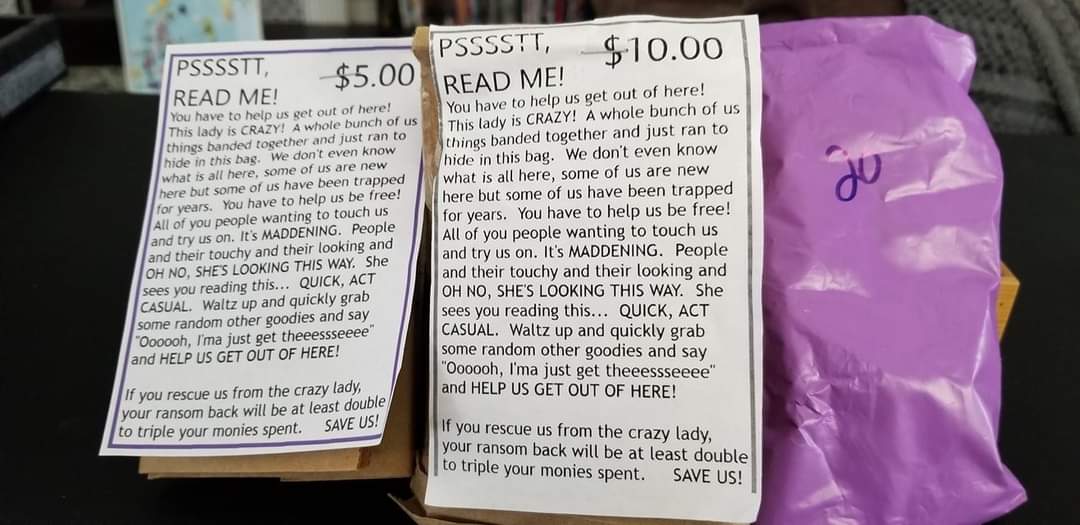 PSSSSTT, $5.00
READ ME!
You have to help us get out of here!
This lady is CRAZY! A whole bunch of us
things banded together and just ran to
hide in this bag. We don't even know
what is all here, some of us are new
here but some of us have been trapped
for years. You have to help us be free!
All of you people wanting to touch us
and try us on. It's MADDENING. People
and their touchy and their looking and
OH NO, SHE'S LOOKING THIS WAY. She
sees you reading this... QUICK, ACT
CASUAL. Waltz up and quickly grab
some random other goodies and say
"Oooooh, I'ma just get theeeessseeee"
and HELP US GET OUT OF HERE!
If you rescue us from the crazy lady,
your ransom back will be at least double
to triple your monies spent. SAVE US!
PSSSSTT, $10.00
READ ME!
You have to help us get out of here!
This lady is CRAZY! A whole bunch of us
things banded together and just ran to
hide in this bag. We don't even know
what is all here, some of us are new
here but some of us have been trapped
for years. You have to help us be free!
All of you people wanting to touch us
and try us on. It's MADDENING. People
and their touchy and their looking and
OH NO, SHE'S LOOKING THIS WAY. She
sees you reading this... QUICK, ACT
CASUAL. Waltz up and quickly grab
some random other goodies and say
"Oooooh, I'ma just get theeeessseeee"
and HELP US GET OUT OF HERE!
If you rescue us from the crazy lady,
your ransom back will be at least double
to triple your monies spent. SAVE US!
20